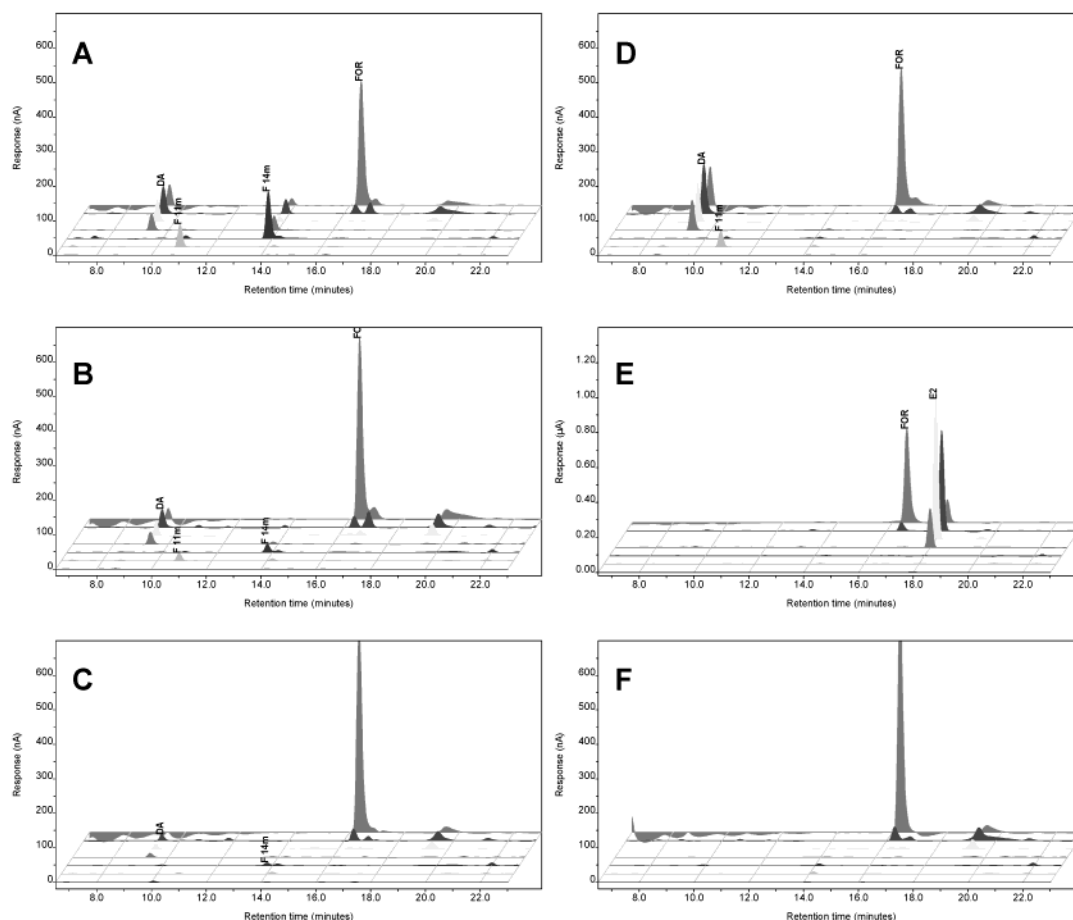 A
Response (nA)
600.
500.
400.
300.
200.
100.
0.
DA
F 11m
F 14m
FOR
8.0 10.0 12.0 14.0 16.0 18.0 20.0 22.0
Retention time (minutes)
B
Response (nA)
600.
500.
400.
300.
200.
100.
0.
DA
F 11m
F 14m
FC
8.0 10.0 12.0 14.0 16.0 18.0 20.0 22.0
Retention time (minutes)
C
Response (nA)
600.
500.
400.
300.
200.
100.
0.
DA
F 14m
8.0 10.0 12.0 14.0 16.0 18.0 20.0 22.0
Retention time (minutes)
D
Response (nA)
600.
500.
400.
300.
200.
100.
0.
DA
F 11m
FOR
8.0 10.0 12.0 14.0 16.0 18.0 20.0 22.0
Retention time (minutes)
E
Response (µA)
1.20
1.00
0.80
0.60
0.40
0.20
0.00
FOR
E2
8.0 10.0 12.0 14.0 16.0 18.0 20.0 22.0
Retention time (minutes)
F
Response (nA)
600.
500.
400.
300.
200.
100.
0.
8.0 10.0 12.0 14.0 16.0 18.0 20.0 22.0
Retention time (minutes)